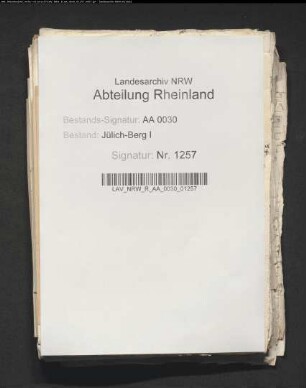 Landesarchiv NRW
Abteilung Rheinland
Bestands-Signatur: AA 0030
Bestand: Jülich-Berg I
Signatur: Nr. 1257
LAV_NRW_R_AA_0030_01257